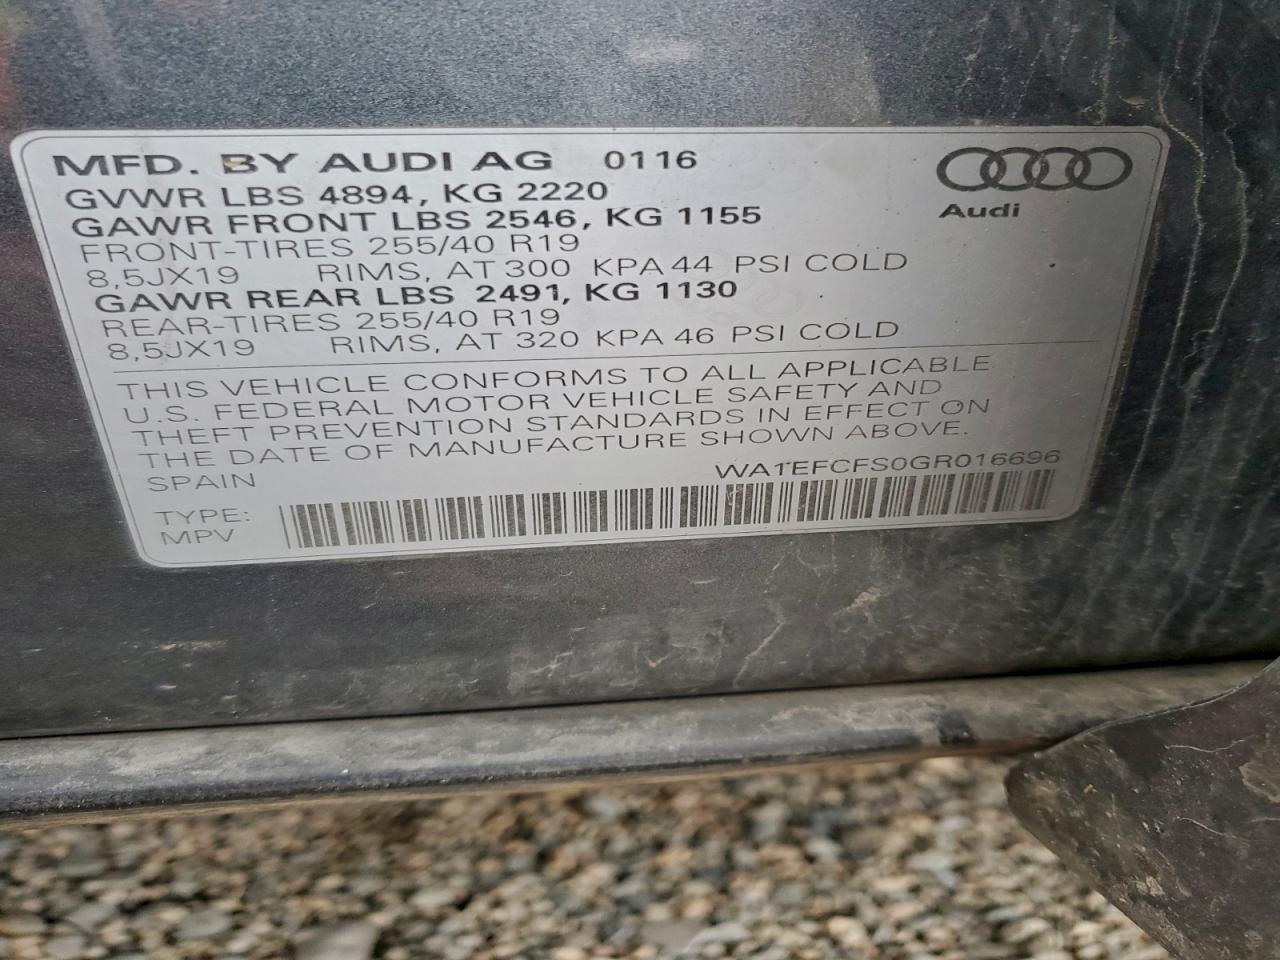 MFD. BY AUDI AG 0116
GVWR LBS 4894, KG 2220
GAWR FRONT LBS 2546, KG 1155
FRONT-TIRES 255/40 R19
8,5JX19 RIMS, AT 300 KPA 44 PSI COLD
GAWR REAR LBS 2491, KG 1130
REAR-TIRES 255/40 R19
8,5JX19 RIMS, AT 320 KPA 46 PSI COLD
Audi
THIS VEHICLE CONFORMS TO ALL APPLICABLE
U.S. FEDERAL MOTOR VEHICLE SAFETY AND
THEFT PREVENTION STANDARDS IN EFFECT ON
THE DATE OF MANUFACTURE SHOWN ABOVE.
SPAIN WA1EFCFS0GR016696
TYPE:
MPV